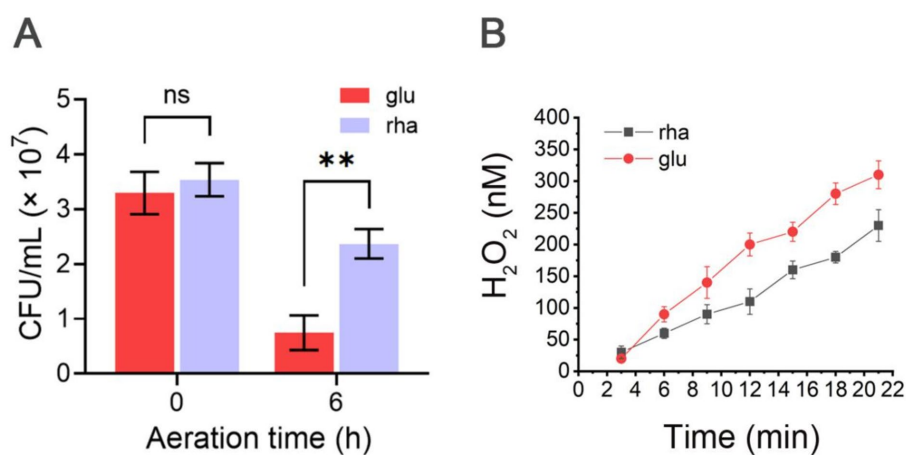 A
CFU/mL (× 10⁷)
5
4
3
2
1
0
ns
**
glu
rha
0 6
Aeration time (h)
B
H₂O₂ (nM)
400
350
300
250
200
150
100
50
0
rha
glu
0 2 4 6 8 10 12 14 16 18 20 22
Time (min)